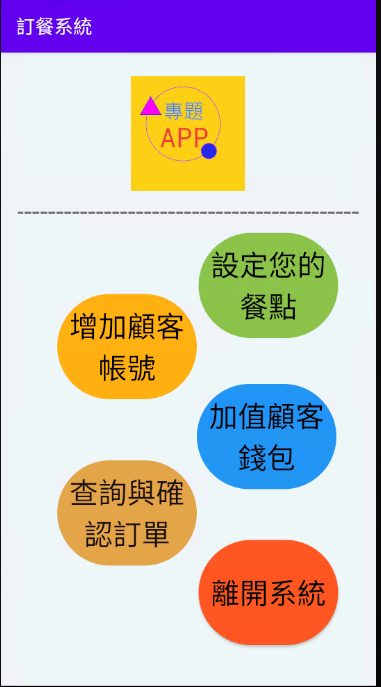 訂餐系統
專題
APP
設定您的
餐點
增加顧客
帳號
加值顧客
錢包
查詢與確
認訂單
離開系統